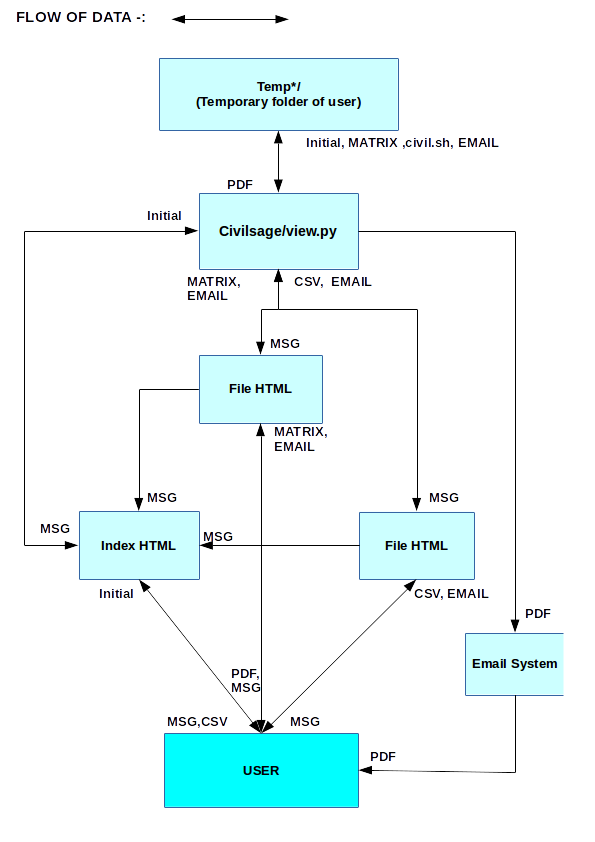 FLOW OF DATA -:
Temp*/
(Temporary folder of user)
Initial, MATRIX ,civil.sh, EMAIL
PDF
Initial
Civilsage/view.py
MATRIX,
EMAIL
CSV, EMAIL
MSG
File HTML
MATRIX,
EMAIL
MSG
MSG
MSG
Index HTML
MSG
File HTML
Initial
CSV, EMAIL
PDF
Email System
PDF,
MSG
MSG,CSV
MSG
USER
PDF